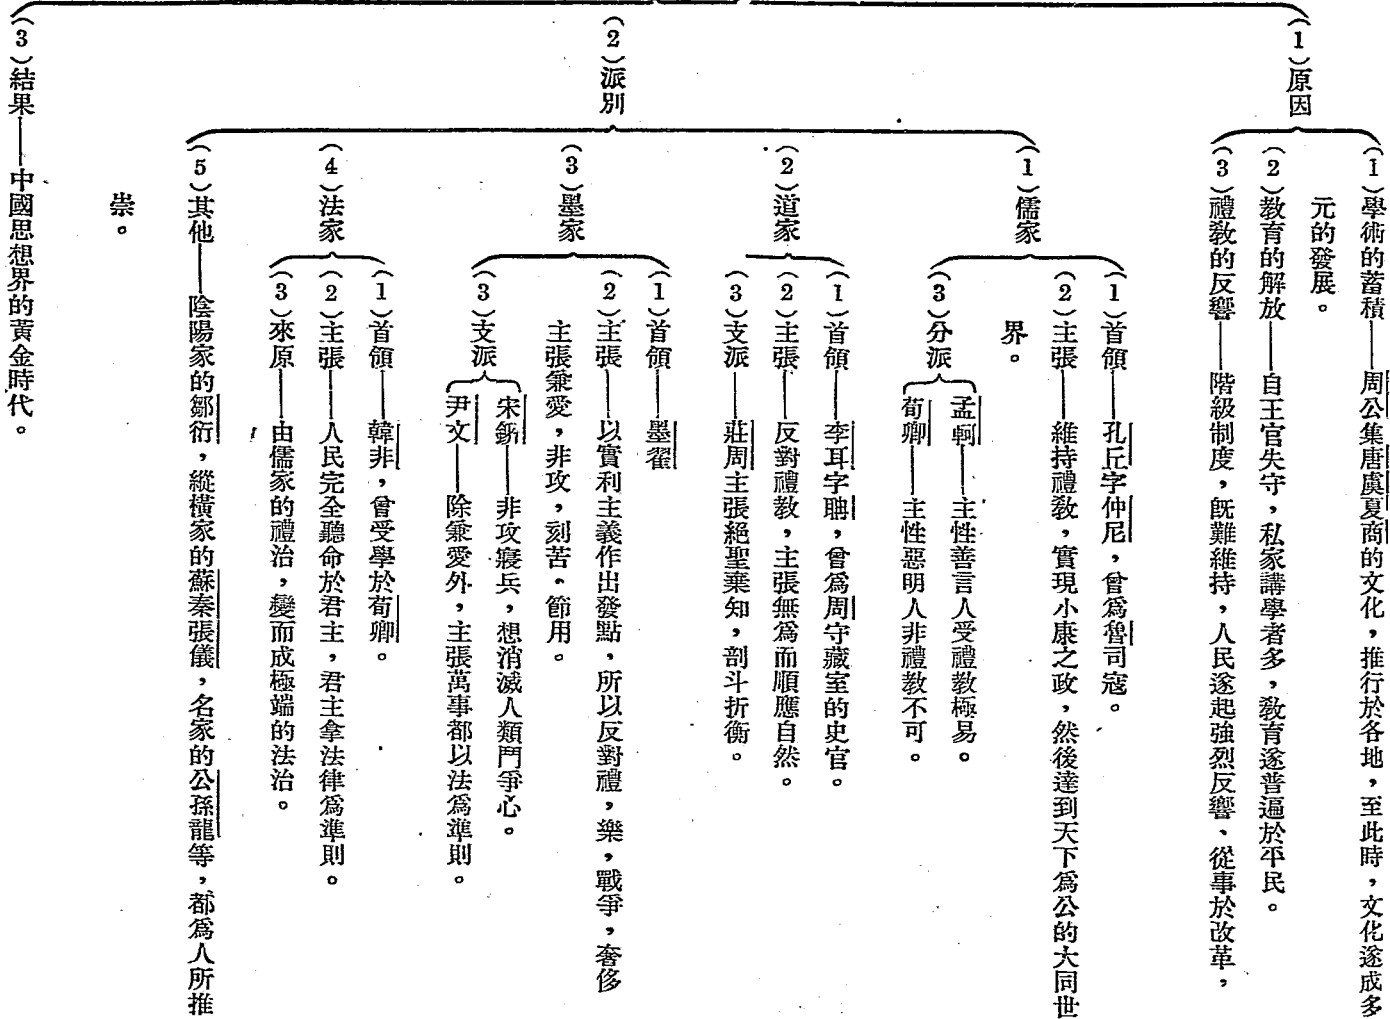 (1)原因
(1)學術的蓄積——周公集唐虞夏商的文化，推行於各地，至此時，文化遂成多
元的發展。
(2)教育的解放——自王官失守，私家講學者多，教育遂普遍於平民。
(3)禮教的反響——階級制度，既難維持，人民遂起強烈反響、從事於改革，
(2)派別
(1)儒家
(1)首領——孔丘字仲尼，曾爲魯司寇。
(2)主張——維持禮教，實現小康之政，然後達到天下爲公的大同世
界。
(3)分派
孟軻——主性善言人受禮教極易。
荀卿——主性惡明人非禮教不可。
(2)道家
(1)首領——李耳字聃，曾爲周守藏室的史官。
(2)主張——反對禮教，主張無爲而順應自然。
(3)支派——莊周主張絕聖棄知，剖斗折衡。
(3)墨家
(1)首領——墨翟
(2)主張——以實利主義作出發點，所以反對禮，樂，戰爭，奢侈
主張兼愛，非攻，刻苦。節用。
(3)支派
宋鈃——非攻寢兵，想消滅人類鬥爭心。
尹文——除兼愛外，主張萬事都以法爲準則。
(4)法家
(1)首領——韓非，曾受學於荀卿。
(2)主張——人民完全聽命於君主，君主拿法律爲準則。
(3)來原——由儒家的禮治，變而成極端的法治。
(5)其他——陰陽家的鄒衍，縱橫家的蘇秦張儀，名家的公孫龍等，都爲人所推
崇。
(3)結果——中國思想界的黃金時代。